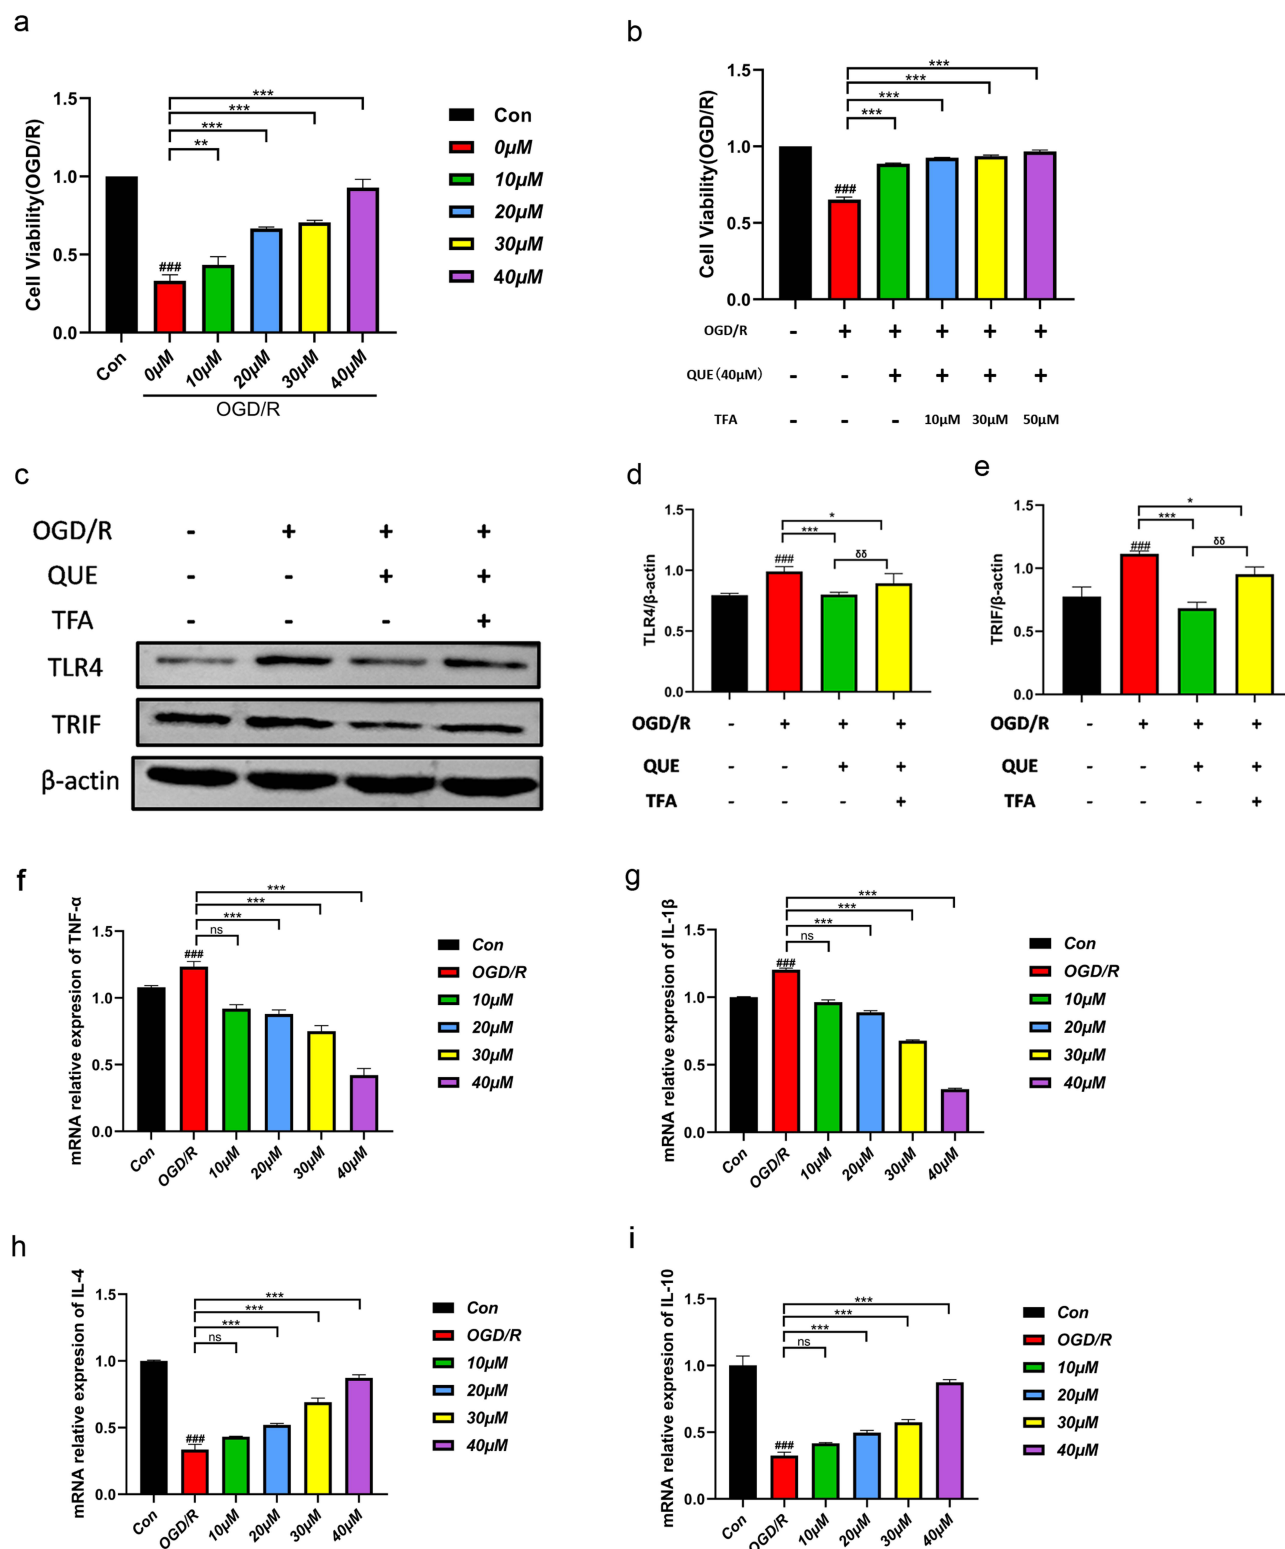 a
Cell Viability(OGD/R)
1.5
1.0
0.5
0.0
***
***
***
**
###
Con
0μM
10μM
20μM
30μM
40μM
OGD/R
Con
0μM
10μM
20μM
30μM
40μM
b
Cell Viability(OGD/R)
1.5
1.0
0.5
0.0
***
***
***
***
###
OGD/R - + + + + +
QUE(40μM) - - + + + +
TFA - - - 10μM 30μM 50μM
c
OGD/R - + + +
QUE - - + +
TFA - - - +
TLR4
TRIF
β-actin
d
TLR4/β-actin
1.5
1.0
0.5
0.0
*
***
δδ
###
OGD/R - + + +
QUE - - + +
TFA - - - +
e
TRIF/β-actin
1.5
1.0
0.5
0.0
*
***
δδ
###
OGD/R - + + +
QUE - - + +
TFA - - - +
f
mRNA relative expresion of TNF-α
1.5
1.0
0.5
0.0
***
***
***
ns
###
Con
OGD/R
10μM
20μM
30μM
40μM
Con
OGD/R
10μM
20μM
30μM
40μM
g
mRNA relative expresion of IL-1β
1.5
1.0
0.5
0.0
***
***
***
ns
###
Con
OGD/R
10μM
20μM
30μM
40μM
Con
OGD/R
10μM
20μM
30μM
40μM
h
mRNA relative expresion of IL-4
1.5
1.0
0.5
0.0
***
***
***
ns
###
Con
OGD/R
10μM
20μM
30μM
40μM
Con
OGD/R
10μM
20μM
30μM
40μM
i
mRNA relative expresion of IL-10
1.5
1.0
0.5
0.0
***
***
***
ns
###
Con
OGD/R
10μM
20μM
30μM
40μM
Con
OGD/R
10μM
20μM
30μM
40μM